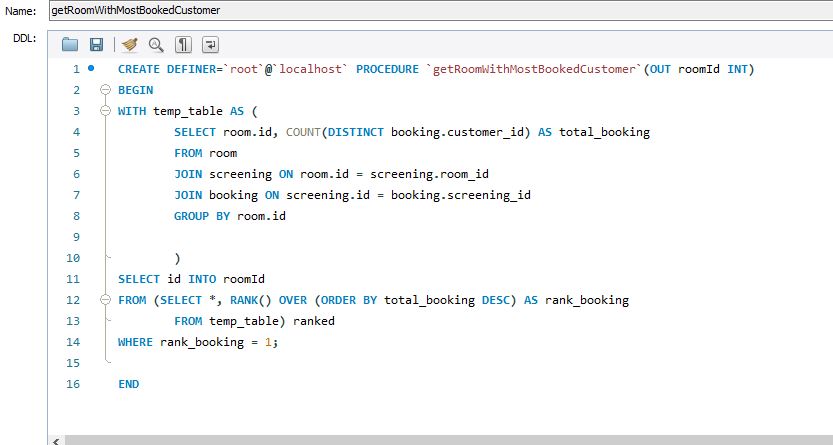 Name: getRoomWithMostBookedCustomer
DDL:
1 CREATE DEFINER=`root`@`localhost` PROCEDURE `getRoomWithMostBookedCustomer`(OUT roomId INT)
2 BEGIN
3 WITH temp_table AS (
4 SELECT room.id, COUNT(DISTINCT booking.customer_id) AS total_booking
5 FROM room
6 JOIN screening ON room.id = screening.room_id
7 JOIN booking ON screening.id = booking.screening_id
8 GROUP BY room.id
9
10 )
11 SELECT id INTO roomId
12 FROM (SELECT *, RANK() OVER (ORDER BY total_booking DESC) AS rank_booking
13 FROM temp_table) ranked
14 WHERE rank_booking = 1;
15
16 END